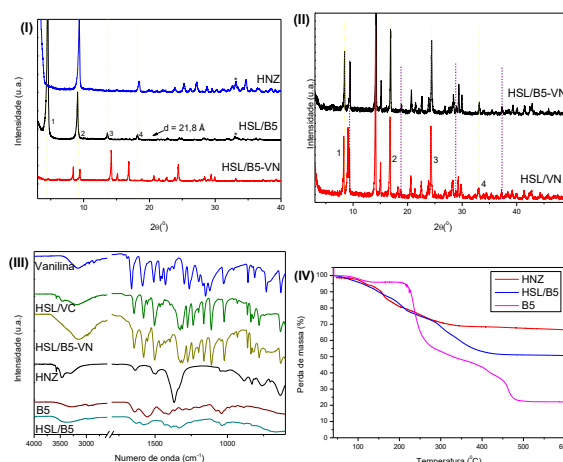 (I)
Intensidade (u.a.)
*
HNZ
HSL/B5
d = 21,8 Å
*
1
2
3
4
HSL/B5-VN
10
20
30
40
2θ(°)
(II)
Intensidade (u.a.)
HSL/B5-VN
HSL/VN
1
2
3
4
10
20
30
40
2θ(°)
(III)
Vanilina
HSL/VC
HSL/B5-VN
HNZ
B5
HSL/B5
4000
3500
3000
1500
1000
Numero de onda (cm⁻¹)
(IV)
Perda de massa (%)
100
90
80
70
60
50
40
30
20
10
0
HNZ
HSL/B5
B5
0
100
200
300
400
500
600
Temperatura (°C)